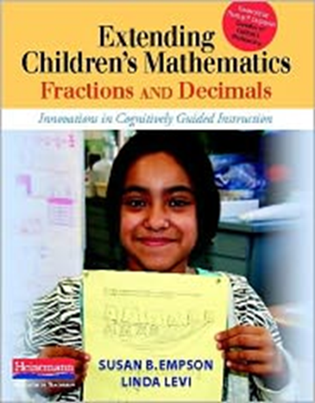 Extending
Children's Mathematics
Fractions AND Decimals
Innovations in Cognitively Guided Instruction
SUSAN B. EMPSON
LINDA LEVI
Heinemann